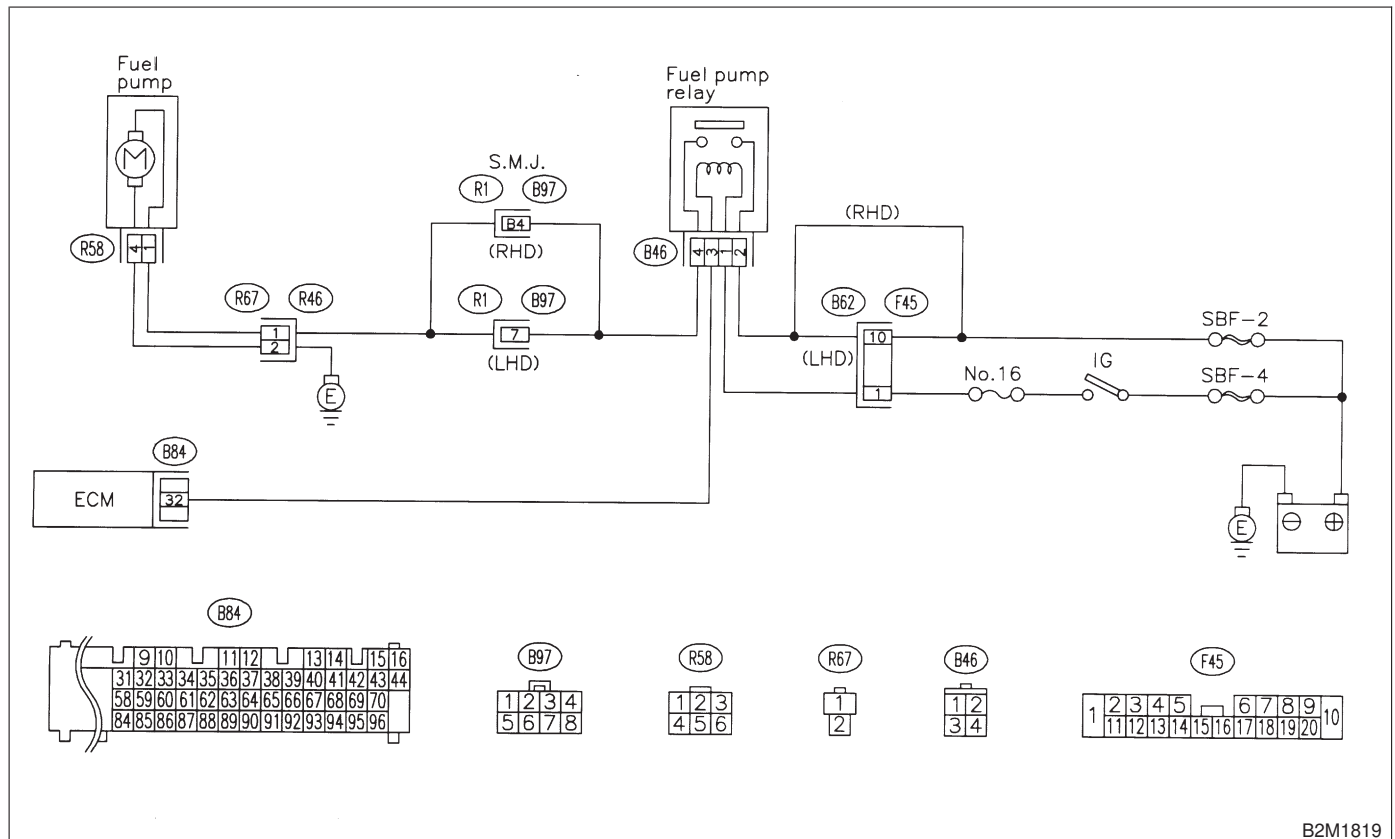 Fuel
pump
M
R58
4 1
R67 R46
1
2
E
S.M.J.
R1 B97
B4
(RHD)
R1 B97
7
(LHD)
Fuel pump
relay
B46
4 3 1 2
(RHD)
B62 F45
(LHD)
10
1
No.16
IG
SBF-2
SBF-4
E
⊖ ⊕
ECM
B84
32
B84
9 10 11 12 13 14 15 16
31 32 33 34 35 36 37 38 39 40 41 42 43 44
58 59 60 61 62 63 64 65 66 67 68 69 70
84 85 86 87 88 89 90 91 92 93 94 95 96
B97
1 2 3 4
5 6 7 8
R58
1 2 3
4 5 6
R67
1
2
B46
1 2
3 4
F45
1 2 3 4 5 6 7 8 9 10
11 12 13 14 15 16 17 18 19 20
B2M1819